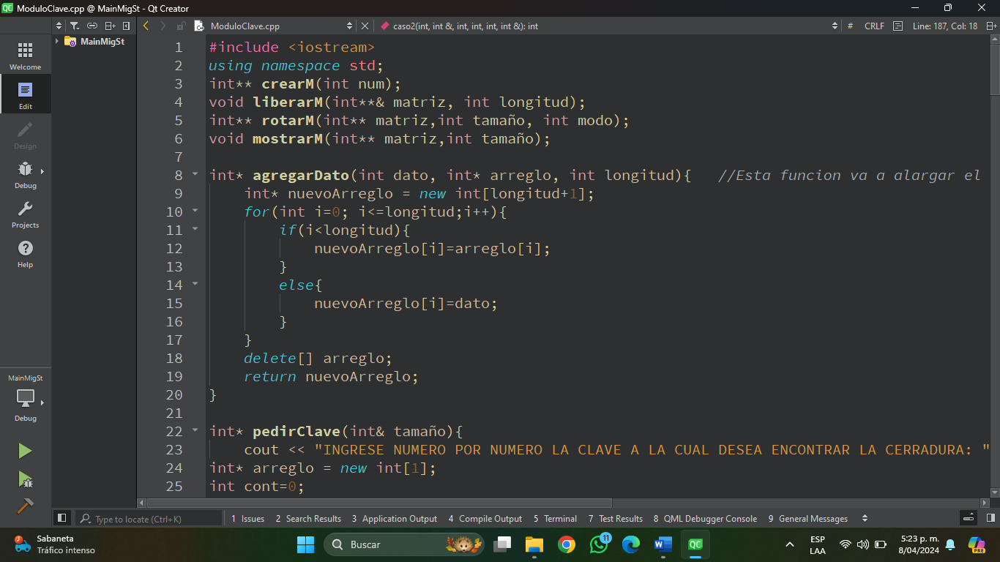 ModuloClave.cpp @ MainMigSt - Qt Creator
ModuloClave.cpp
caso2(int, int &, int, int, int, int &): int
# CRLF Line: 187, Col: 18
MainMigSt
Welcome
Edit
Design
Debug
Projects
Help
MainMigSt
Debug
1 #include <iostream>
2 using namespace std;
3 int** crearM(int num);
4 void liberarM(int**& matriz, int longitud);
5 int** rotarM(int** matriz,int tamaño, int modo);
6 void mostrarM(int** matriz,int tamaño);
7
8 int* agregarDato(int dato, int* arreglo, int longitud){ //Esta funcion va a alargar el
9 int* nuevoArreglo = new int[longitud+1];
10 for(int i=0; i<=longitud;i++){
11 if(i<longitud){
12 nuevoArreglo[i]=arreglo[i];
13 }
14 else{
15 nuevoArreglo[i]=dato;
16 }
17 }
18 delete[] arreglo;
19 return nuevoArreglo;
20 }
21
22 int* pedirClave(int& tamaño){
23 cout << "INGRESE NUMERO POR NUMERO LA CLAVE A LA CUAL DESEA ENCONTRAR LA CERRADURA: "
24 int* arreglo = new int[1];
25 int cont=0;
Type to locate (Ctrl+K)
1 Issues 2 Search Results 3 Application Output 4 Compile Output 5 Terminal 7 Test Results 8 QML Debugger Console 9 General Messages
Sabaneta
Tráfico intenso
Buscar
11
QC
ESP
LAA
5:23 p. m.
8/04/2024
PRE